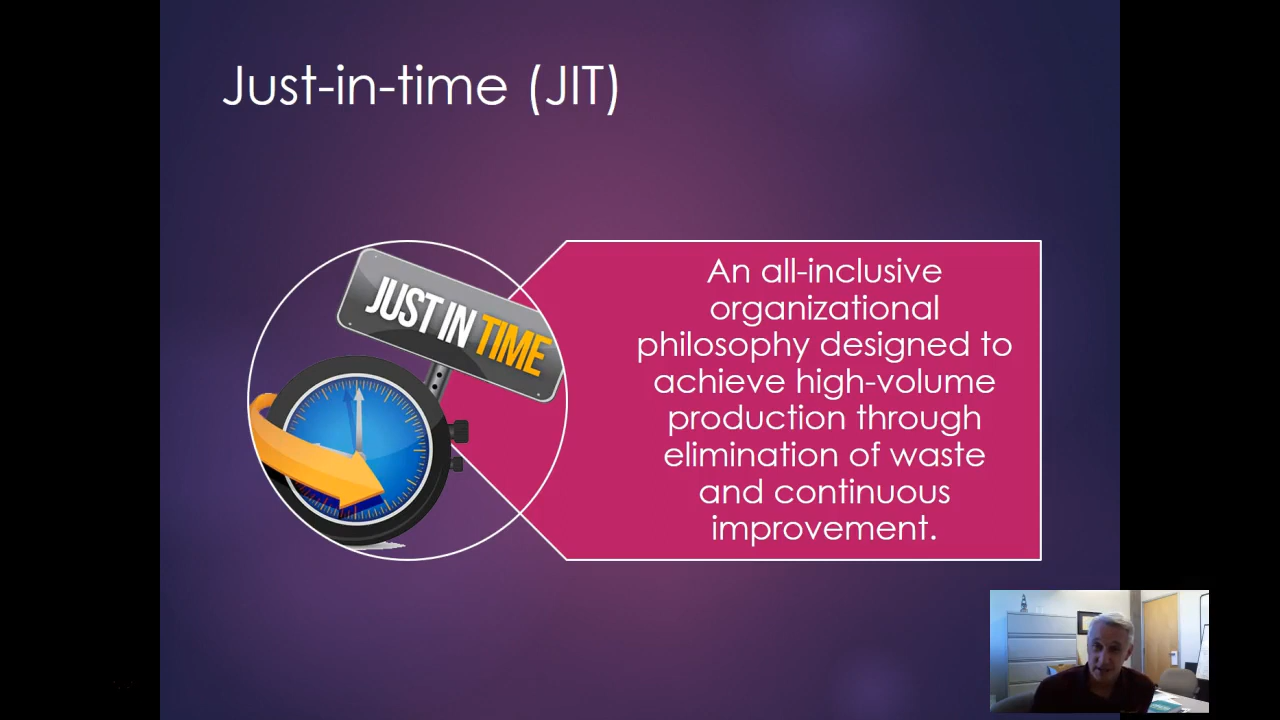 Just-in-time (JIT)
JUST IN TIME
An all-inclusive
organizational
philosophy designed to
achieve high-volume
production through
elimination of waste
and continuous
improvement.